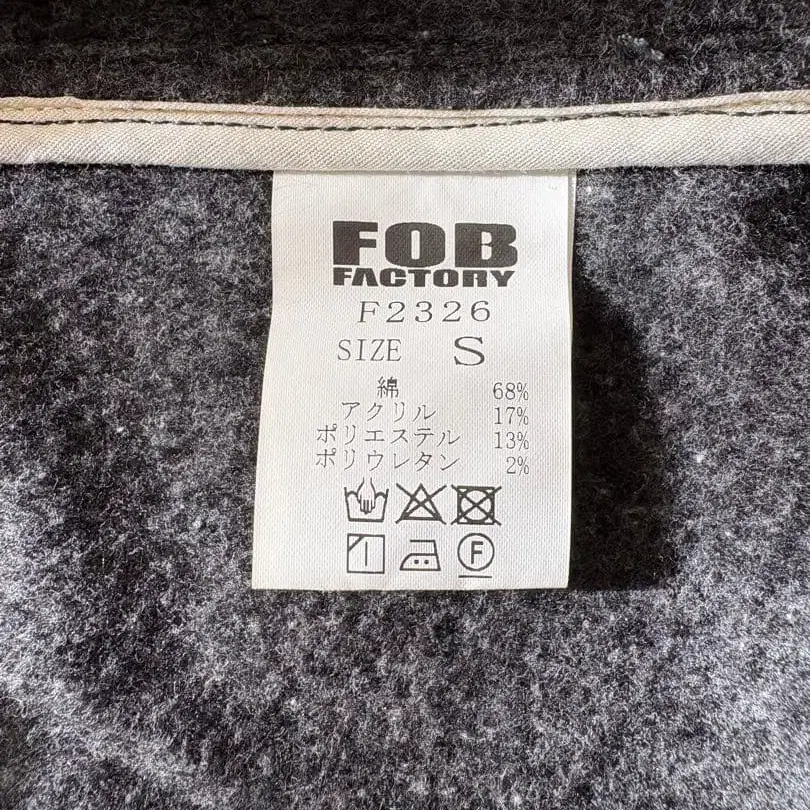 FOB
FACTORY
F2326
SIZE S
綿 68%
アクリル 17%
ポリエステル 13%
ポリウレタン 2%
F